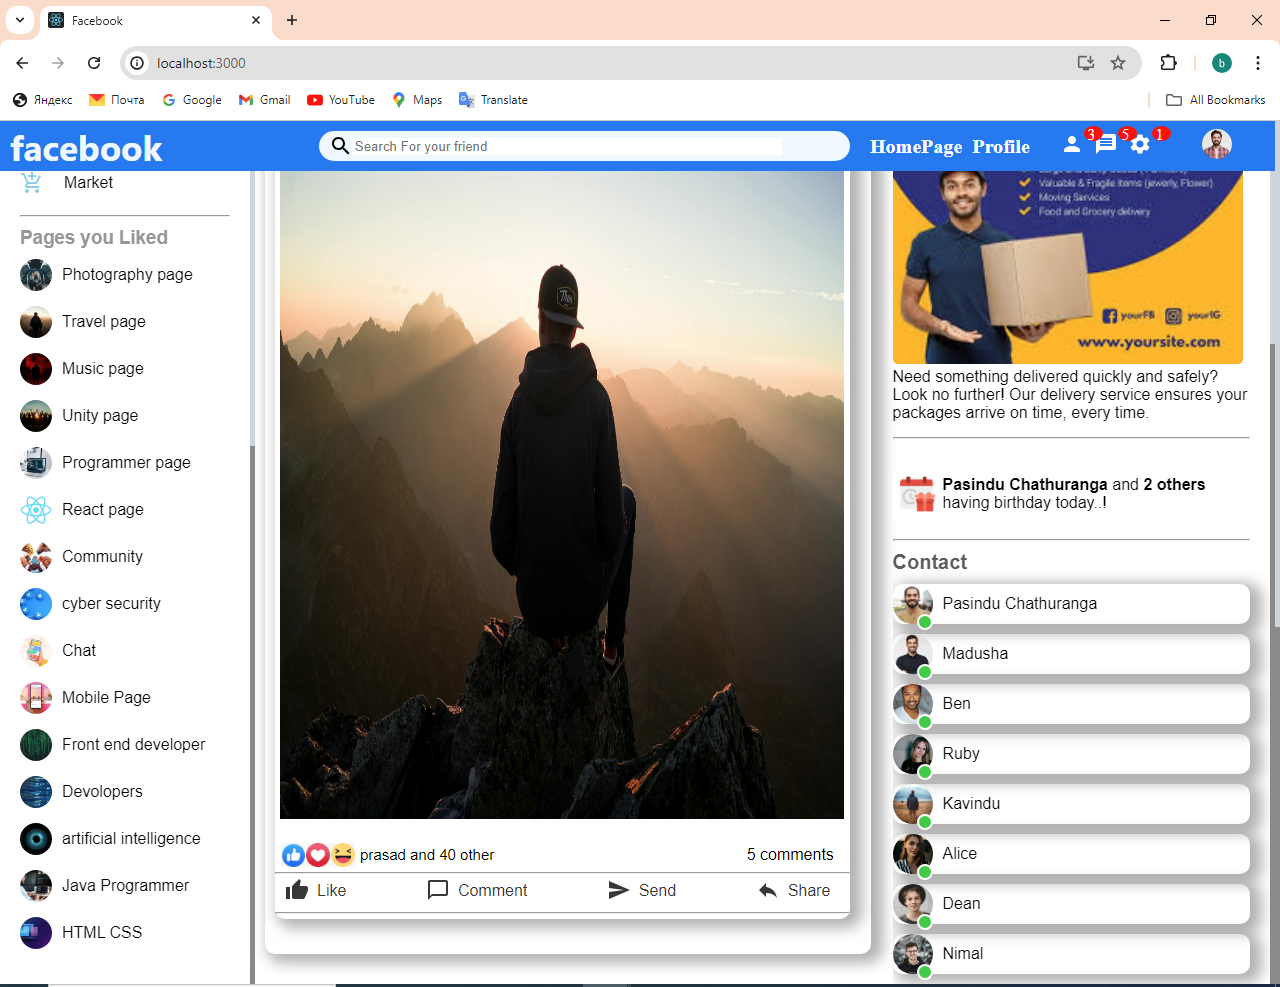 Facebook
localhost:3000
Яндекс
Почта
Google
Gmail
YouTube
Maps
Translate
All Bookmarks
facebook
Search For your friend
HomePage Profile
3
5
1
b
Market
Pages you Liked
Photography page
Travel page
Music page
Unity page
Programmer page
React page
Community
cyber security
Chat
Mobile Page
Front end developer
Devolopers
artificial intelligence
Java Programmer
HTML CSS
prasad and 40 other
5 comments
Like
Comment
Send
Share
Valuable & Fragile Items (jewerly, Flower)
Moving Services
Food and Grocery delivery
yourFB
yourIG
www.yoursite.com
Need something delivered quickly and safely?
Look no further! Our delivery service ensures your
packages arrive on time, every time.
Pasindu Chathuranga and 2 others
having birthday today..!
Contact
Pasindu Chathuranga
Madusha
Ben
Ruby
Kavindu
Alice
Dean
Nimal